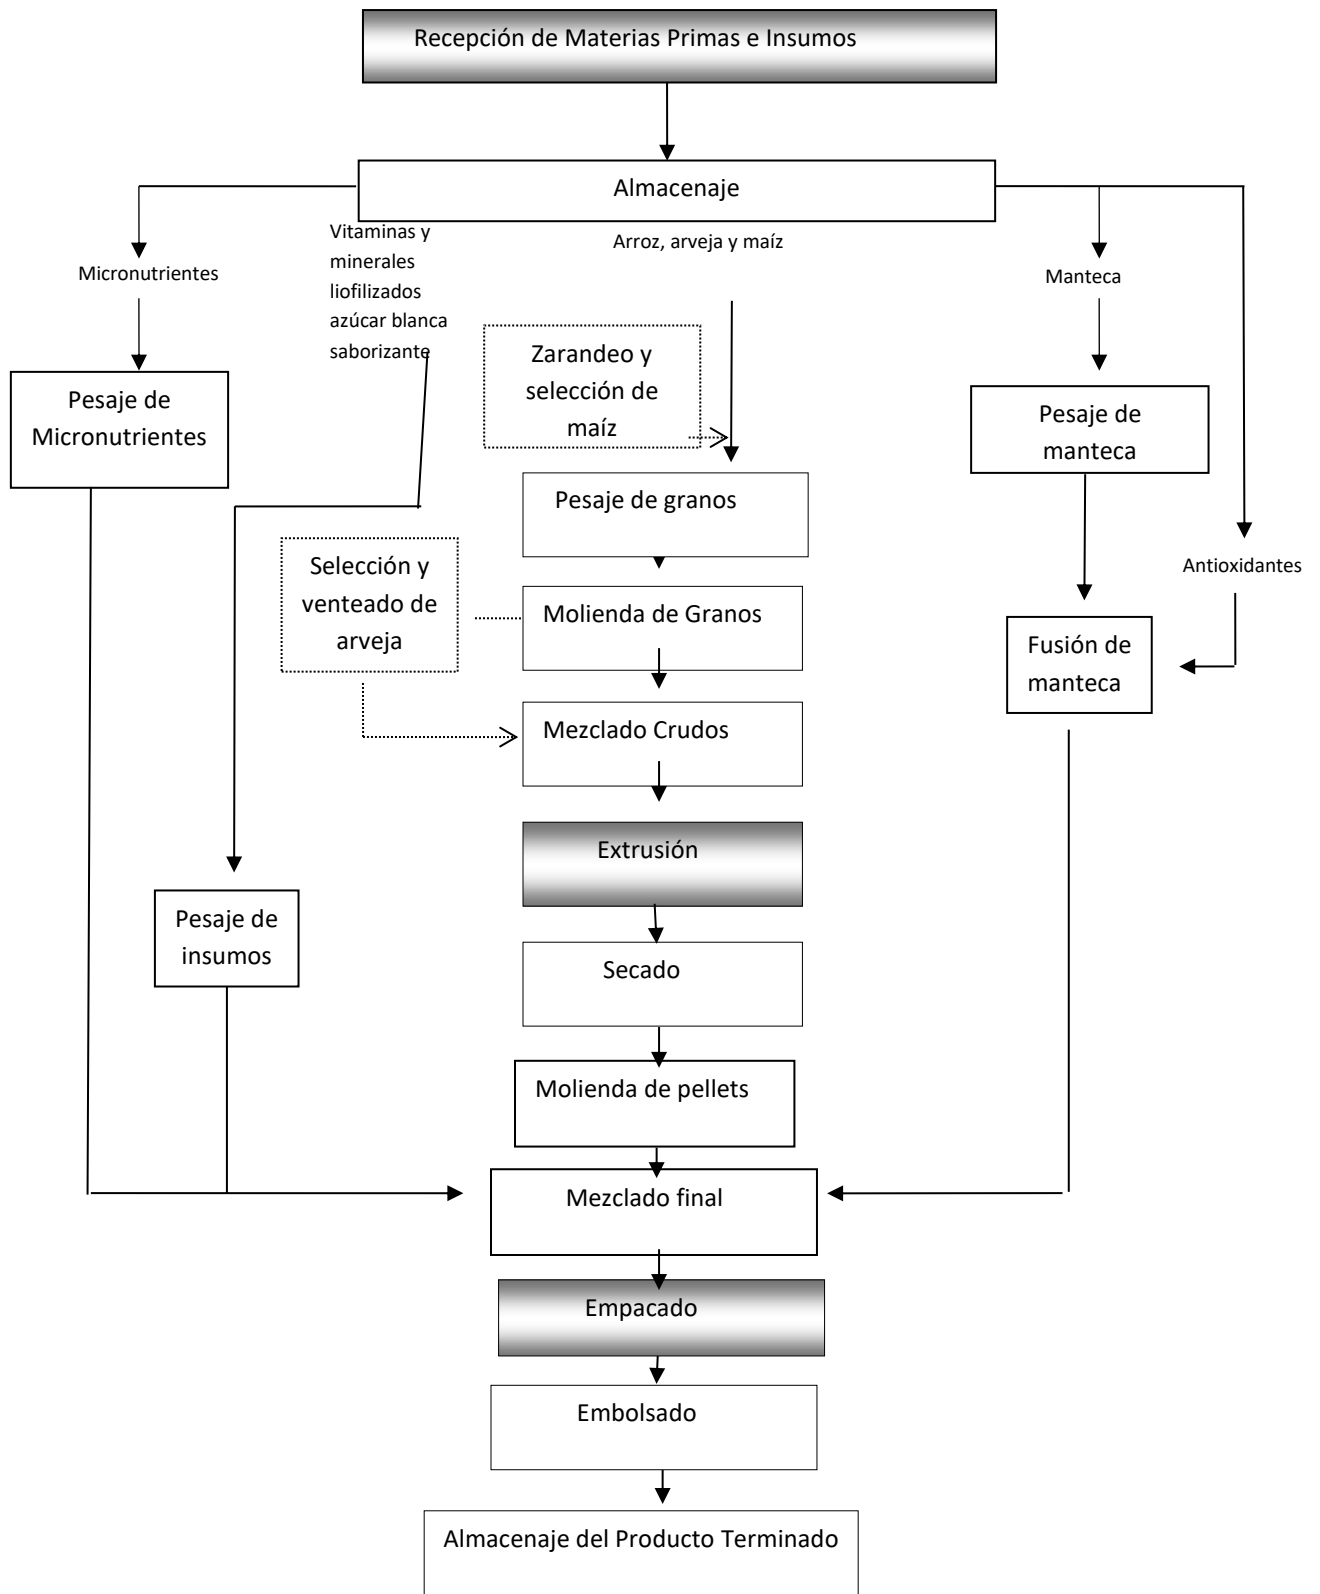 Recepción de Materias Primas e Insumos
Almacenaje
Micronutrientes
Vitaminas y
minerales
liofilizados
azúcar blanca
saborizante
Arroz, arveja y maíz
Manteca
Pesaje de
Micronutrientes
Zarandeo y
selección de
maíz
Pesaje de
manteca
Pesaje de granos
Selección y
venteado de
arveja
Antioxidantes
Molienda de Granos
Fusión de
manteca
Mezclado Crudos
Extrusión
Pesaje de
insumos
Secado
Molienda de pellets
Mezclado final
Empacado
Embolsado
Almacenaje del Producto Terminado